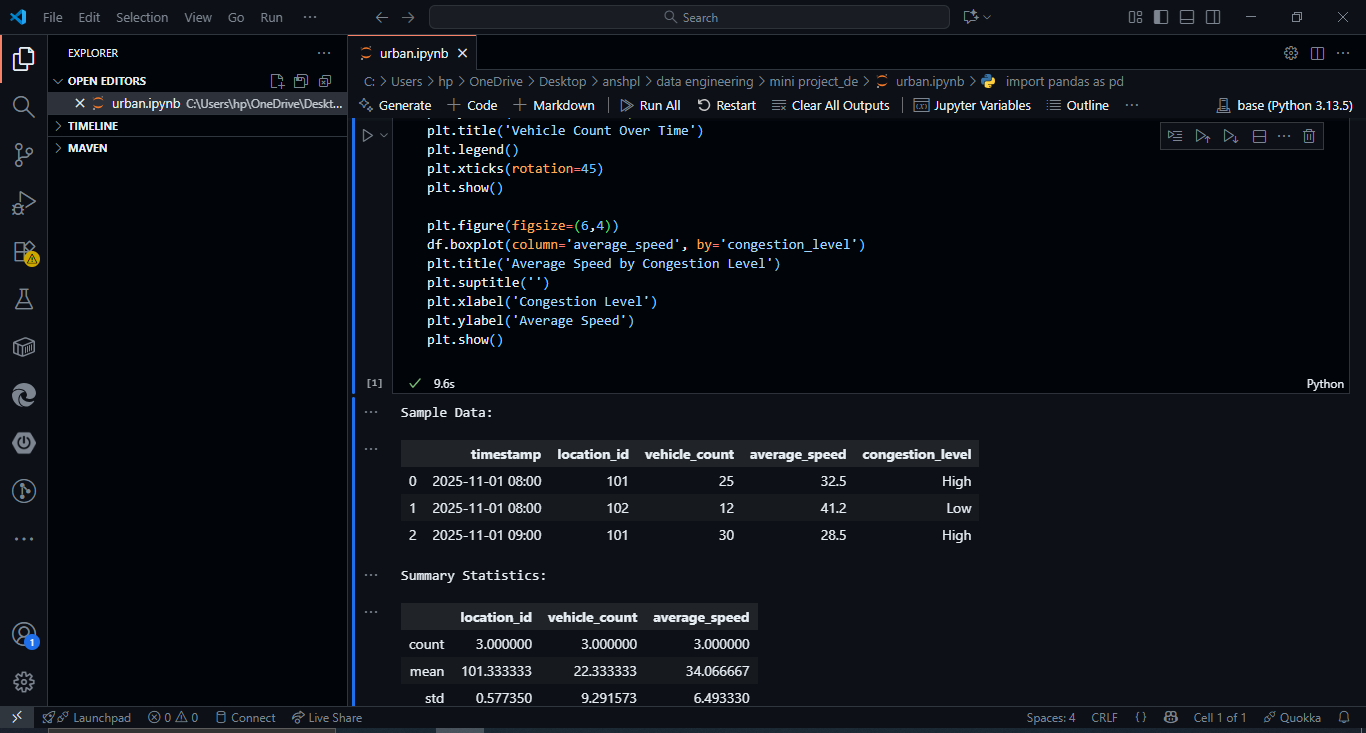 File Edit Selection View Go Run ··· Search
EXPLORER ···
urban.ipynb
OPEN EDITORS
urban.ipynb C:\Users\hp\OneDrive\Deskt...
TIMELINE
MAVEN
C: > Users > hp > OneDrive > Desktop > anshpl > data engineering > mini project_de > urban.ipynb > import pandas as pd
Generate + Code + Markdown Run All Restart Clear All Outputs Jupyter Variables Outline ··· base (Python 3.13.5)
plt.title('Vehicle Count Over Time')
plt.legend()
plt.xticks(rotation=45)
plt.show()
plt.figure(figsize=(6,4))
df.boxplot(column='average_speed', by='congestion_level')
plt.title('Average Speed by Congestion Level')
plt.suptitle('')
plt.xlabel('Congestion Level')
plt.ylabel('Average Speed')
plt.show()
[1] 9.6s Python
Sample Data:
timestamp location_id vehicle_count average_speed congestion_level
0 2025-11-01 08:00 101 25 32.5 High
1 2025-11-01 08:00 102 12 41.2 Low
2 2025-11-01 09:00 101 30 28.5 High
Summary Statistics:
location_id vehicle_count average_speed
count 3.000000 3.000000 3.000000
mean 101.333333 22.333333 34.066667
std 0.577350 9.291573 6.493330
1
Launchpad 0 0 Connect Live Share Spaces: 4 CRLF {} Cell 1 of 1 Quokka